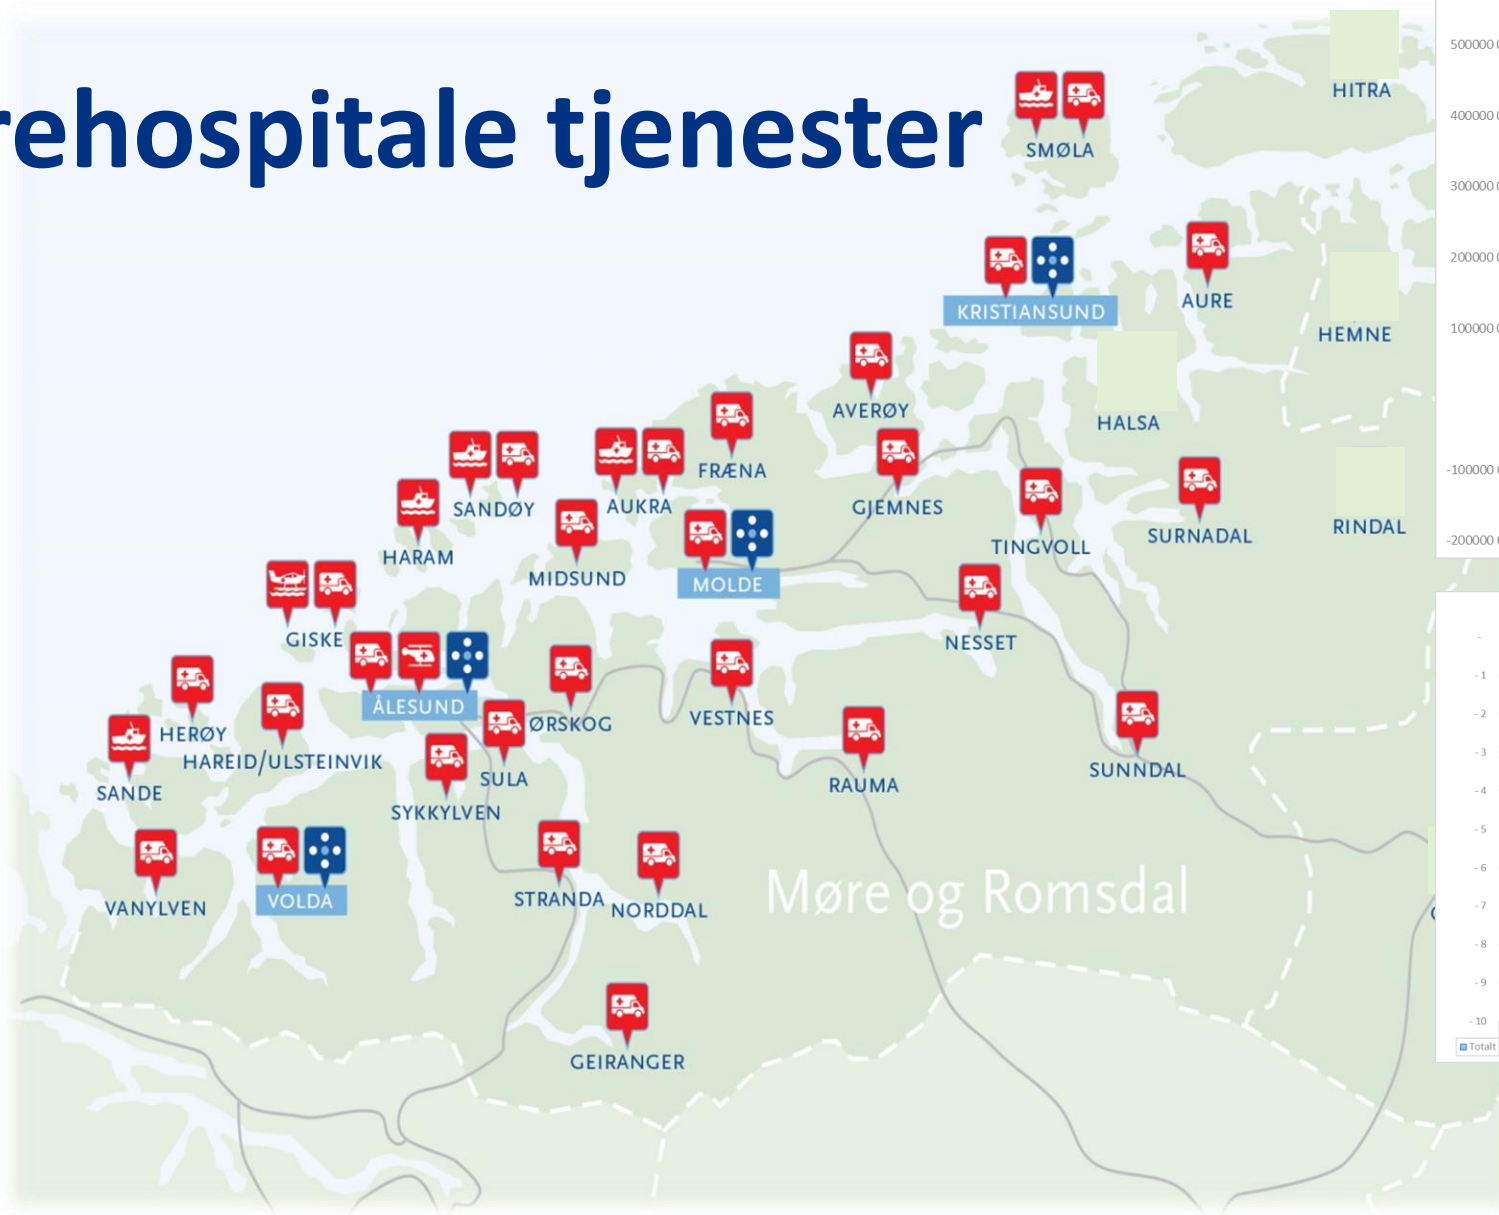 rehospitale tjenester
HITRA
SMØLA
AURE
KRISTIANSUND
HEMNE
AVERØY
HALSA
FRÆNA
SANDØY
AUKRA
GJEMNES
RINDAL
SURNADAL
TINGVOLL
HARAM
MIDSUND
MOLDE
GISKE
NESSET
ÅLESUND
VESTNES
ØRSKOG
HERØY
HAREID/ULSTEINVIK
SUNNDAL
SULA
RAUMA
SANDE
SYKKYLVEN
Møre og Romsdal
STRANDA
VOLDA
VANYLVEN
NORDDAL
GEIRANGER
500000
400000
300000
200000
100000
-100000
-200000
-
- 1
- 2
- 3
- 4
- 5
- 6
- 7
- 8
- 9
- 10
Totalt